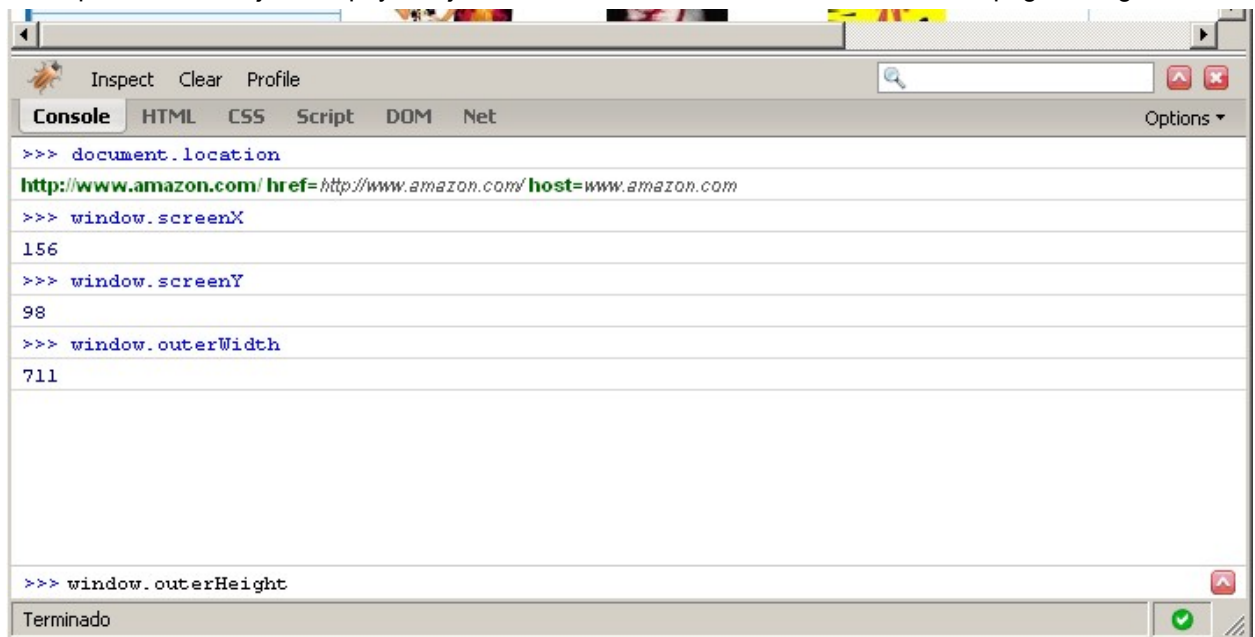 Inspect Clear Profile
Console HTML CSS Script DOM Net Options
>>> document.location
http://www.amazon.com/ href=http://www.amazon.com/ host=www.amazon.com
>>> window.screenX
156
>>> window.screenY
98
>>> window.outerWidth
711
>>> window.outerHeight
Terminado